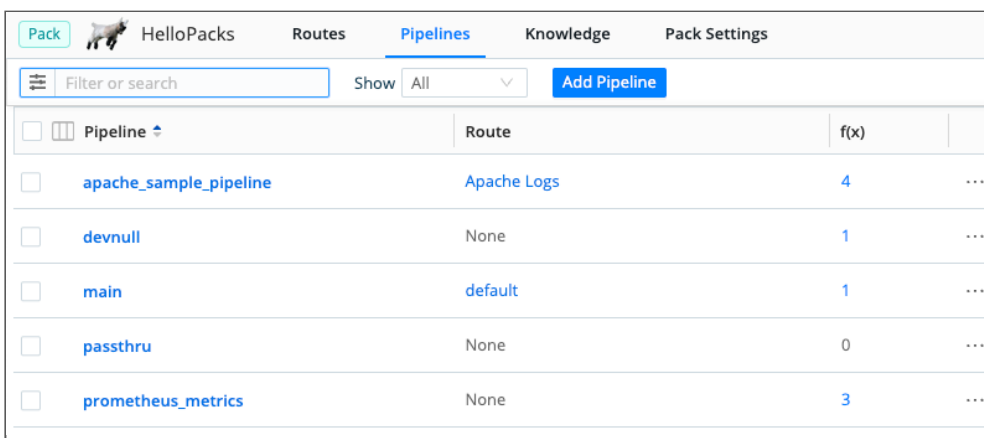 Pack HelloPacks Routes Pipelines Knowledge Pack Settings
Filter or search Show All Add Pipeline
Pipeline Route f(x)
apache_sample_pipeline Apache Logs 4 ...
devnull None 1 ...
main default 1 ...
passthru None 0 ...
prometheus_metrics None 3 ...